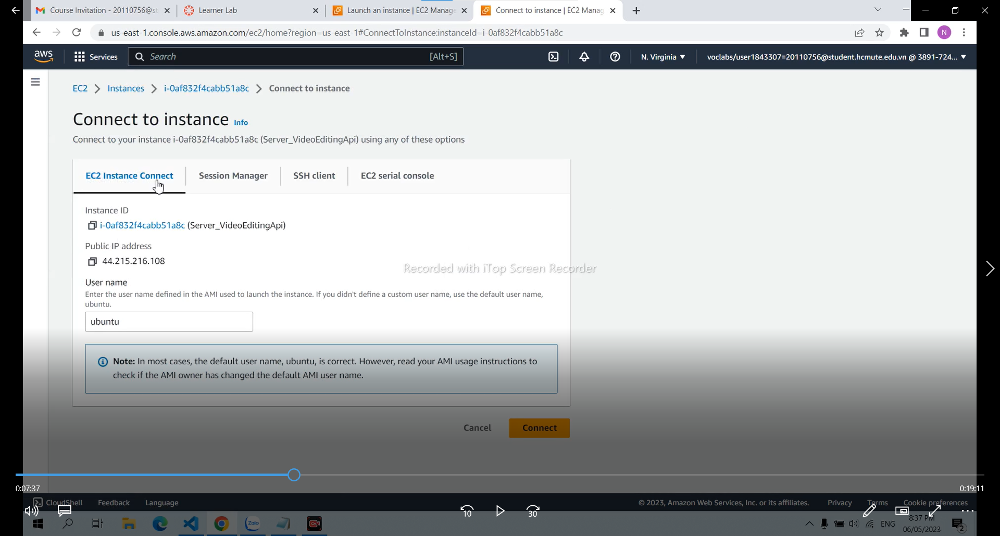 Course Invitation - 20110756@st
Learner Lab
Launch an instance | EC2 Manage
Connect to instance | EC2 Manag
us-east-1.console.aws.amazon.com/ec2/home?region=us-east-1#ConnectToInstance:instanceId=i-0af832f4cabb51a8c
N
aws
Services
Search
[Alt+S]
N. Virginia
voclabs/user1843307=20110756@student.hcmute.edu.vn @ 3891-724...
EC2
Instances
i-0af832f4cabb51a8c
Connect to instance
Connect to instance Info
Connect to your instance i-0af832f4cabb51a8c (Server_VideoEditingApi) using any of these options
EC2 Instance Connect
Session Manager
SSH client
EC2 serial console
Instance ID
i-0af832f4cabb51a8c (Server_VideoEditingApi)
Public IP address
44.215.216.108
Recorded with iTop Screen Recorder
User name
Enter the user name defined in the AMI used to launch the instance. If you didn't define a custom user name, use the default user name,
ubuntu.
ubuntu
Note: In most cases, the default user name, ubuntu, is correct. However, read your AMI usage instructions to
check if the AMI owner has changed the default AMI user name.
Cancel
Connect
0:07:37
0:19:11
CloudShell
Feedback
Language
© 2023, Amazon Web Services, Inc. or its affiliates.
Privacy
Terms
Cookie preferences
10
30
Zalo
ENG
8:37 PM
06/05/2023
2